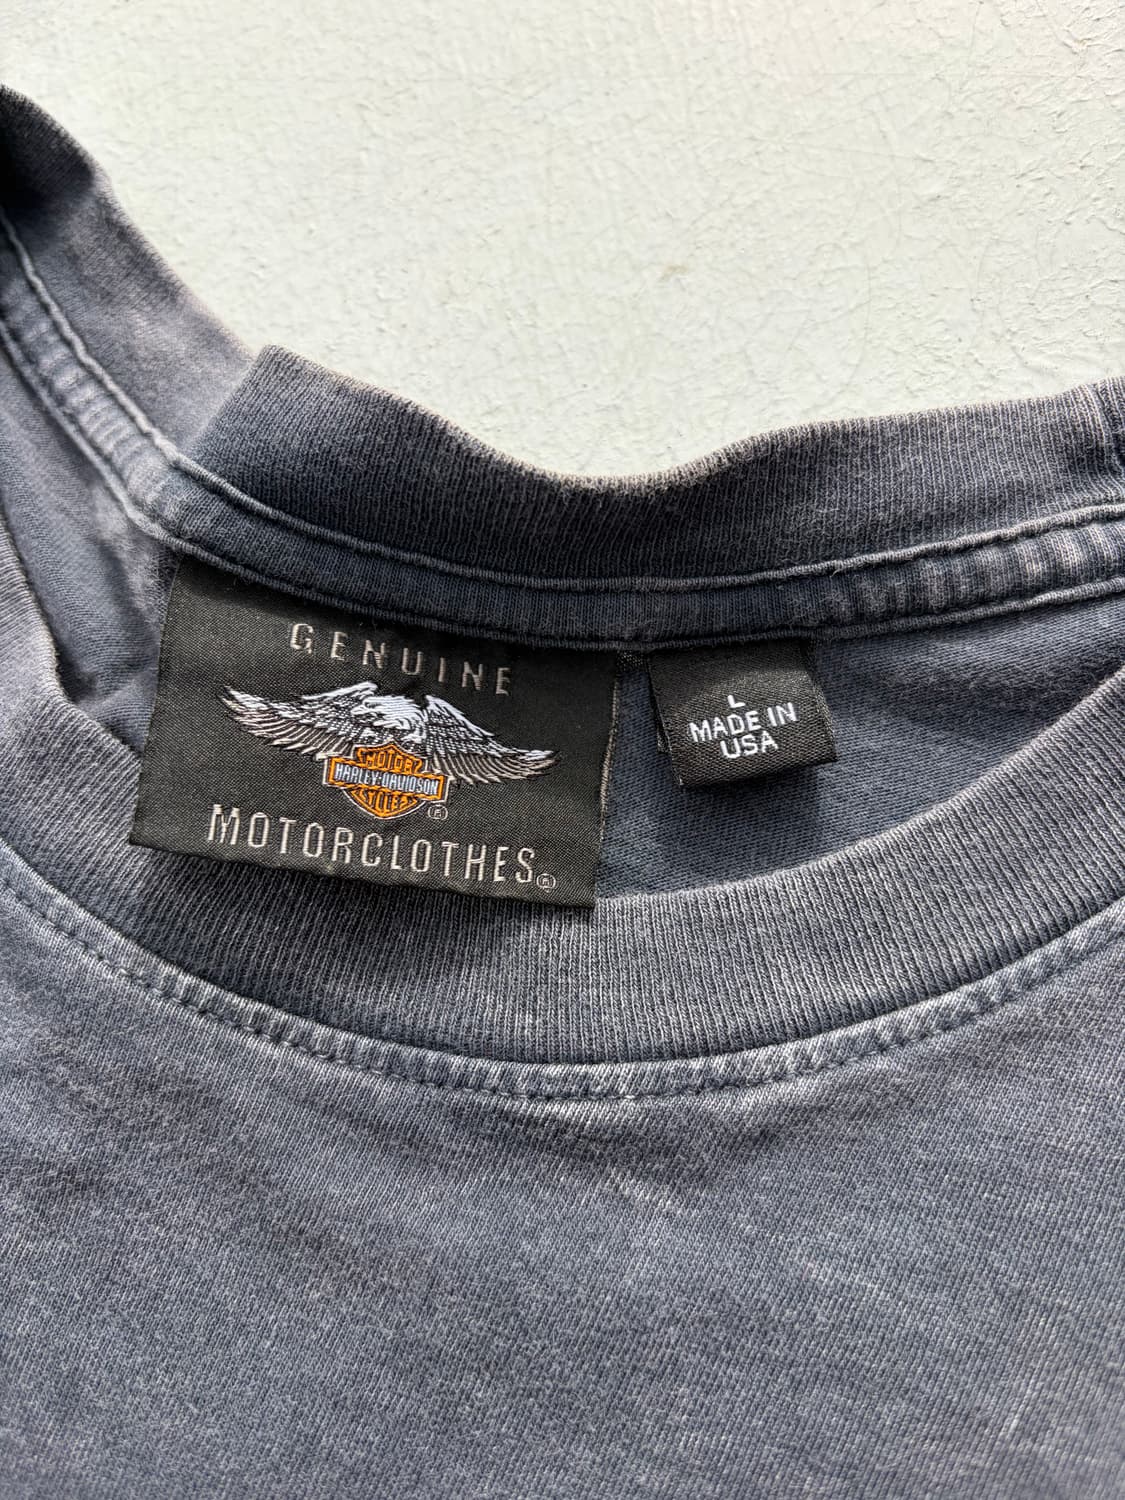 GENUINE
MOTOR
HARLEY-DAVIDSON
CYCLES
®
MOTORCLOTHES®
L
MADE IN
USA